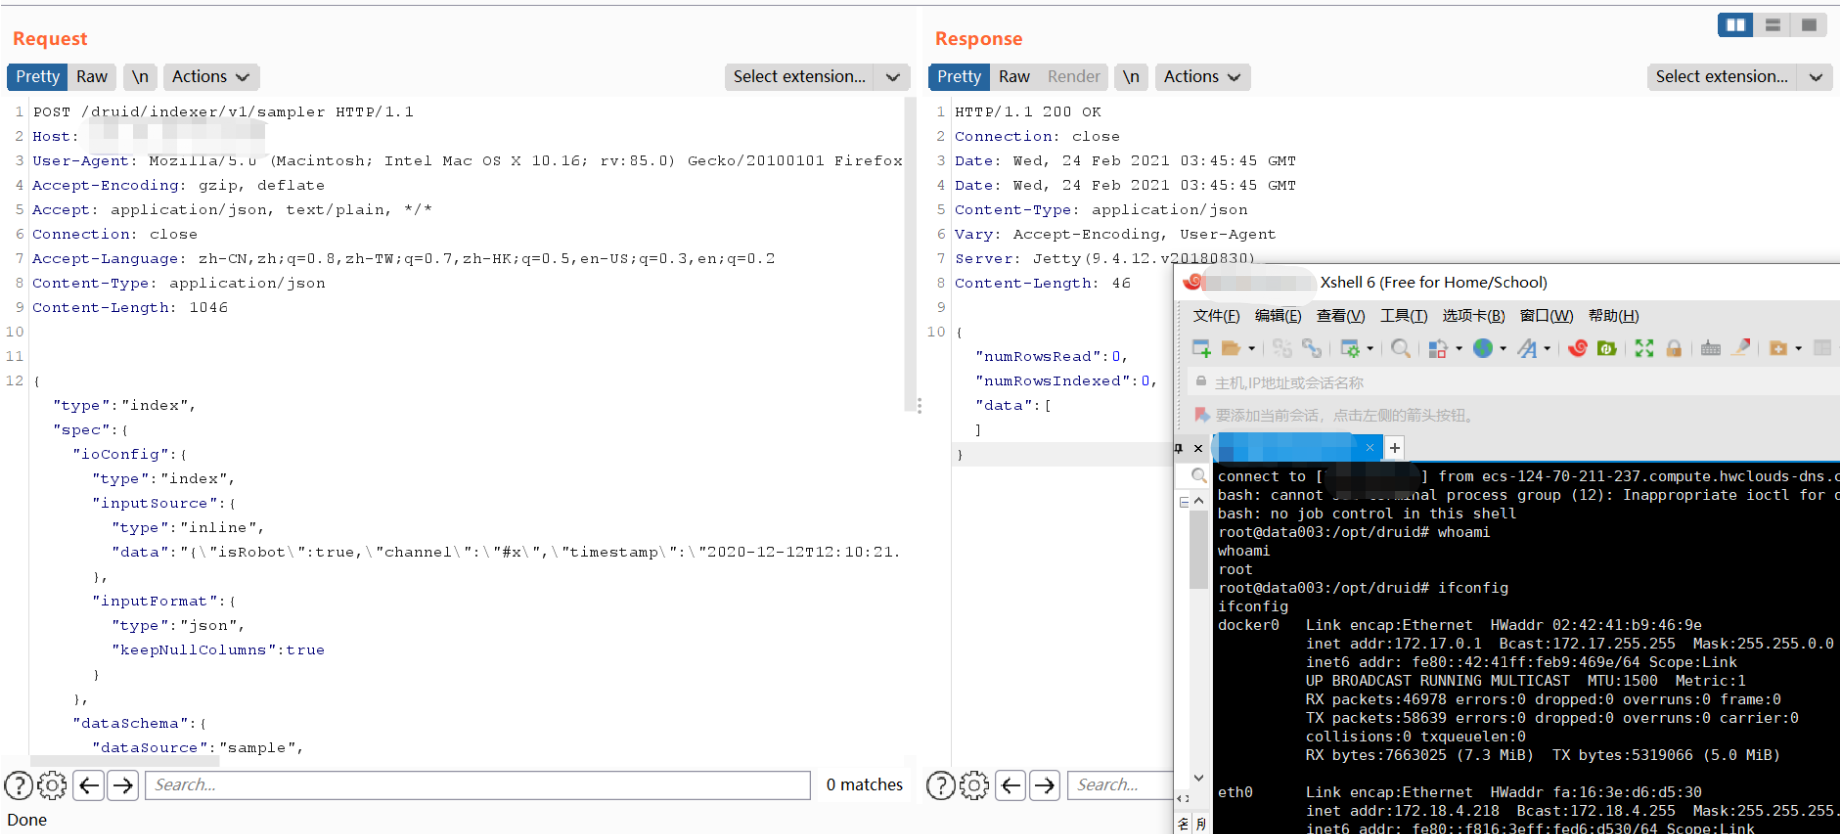 Request
Pretty Raw \n Actions
Select extension...
1 POST /druid/indexer/v1/sampler HTTP/1.1
2 Host:
3 User-Agent: Mozilla/5.0 (Macintosh; Intel Mac OS X 10.16; rv:85.0) Gecko/20100101 Firefox
4 Accept-Encoding: gzip, deflate
5 Accept: application/json, text/plain, */*
6 Connection: close
7 Accept-Language: zh-CN,zh;q=0.8,zh-TW;q=0.7,zh-HK;q=0.5,en-US;q=0.3,en;q=0.2
8 Content-Type: application/json
9 Content-Length: 1046
10
11
12 {
"type":"index",
"spec":{
"ioConfig":{
"type":"index",
"inputSource":{
"type":"inline",
"data":"{\"isRobot\":true,\"channel\":\"#x\",\"timestamp\":\"2020-12-12T12:10:21.
},
"inputFormat":{
"type":"json",
"keepNullColumns":true
}
},
"dataSchema":{
"dataSource":"sample",
Search...
0 matches
Done
Response
Pretty Raw Render \n Actions
Select extension...
1 HTTP/1.1 200 OK
2 Connection: close
3 Date: Wed, 24 Feb 2021 03:45:45 GMT
4 Date: Wed, 24 Feb 2021 03:45:45 GMT
5 Content-Type: application/json
6 Vary: Accept-Encoding, User-Agent
7 Server: Jetty(9.4.12.v20180830)
8 Content-Length: 46
9
10 {
"numRowsRead":0,
"numRowsIndexed":0,
"data":[
]
}
Search...
Xshell 6 (Free for Home/School)
文件(F) 编辑(E) 查看(V) 工具(T) 选项卡(B) 窗口(W) 帮助(H)
主机,IP地址或会话名称
要添加当前会话，点击左侧的箭头按钮。
connect to [ ] from ecs-124-70-211-237.compute.hwclouds-dns.c
bash: cannot set terminal process group (12): Inappropriate ioctl for d
bash: no job control in this shell
root@data003:/opt/druid# whoami
whoami
root
root@data003:/opt/druid# ifconfig
ifconfig
docker0 Link encap:Ethernet HWaddr 02:42:41:b9:46:9e
inet addr:172.17.0.1 Bcast:172.17.255.255 Mask:255.255.0.0
inet6 addr: fe80::42:41ff:feb9:469e/64 Scope:Link
UP BROADCAST RUNNING MULTICAST MTU:1500 Metric:1
RX packets:46978 errors:0 dropped:0 overruns:0 frame:0
TX packets:58639 errors:0 dropped:0 overruns:0 carrier:0
collisions:0 txqueuelen:0
RX bytes:7663025 (7.3 MiB) TX bytes:5319066 (5.0 MiB)
eth0 Link encap:Ethernet HWaddr fa:16:3e:d6:d5:30
inet addr:172.18.4.218 Bcast:172.18.4.255 Mask:255.255.255.
inet6 addr: fe80::f816:3eff:fed6:d530/64 Scope:Link